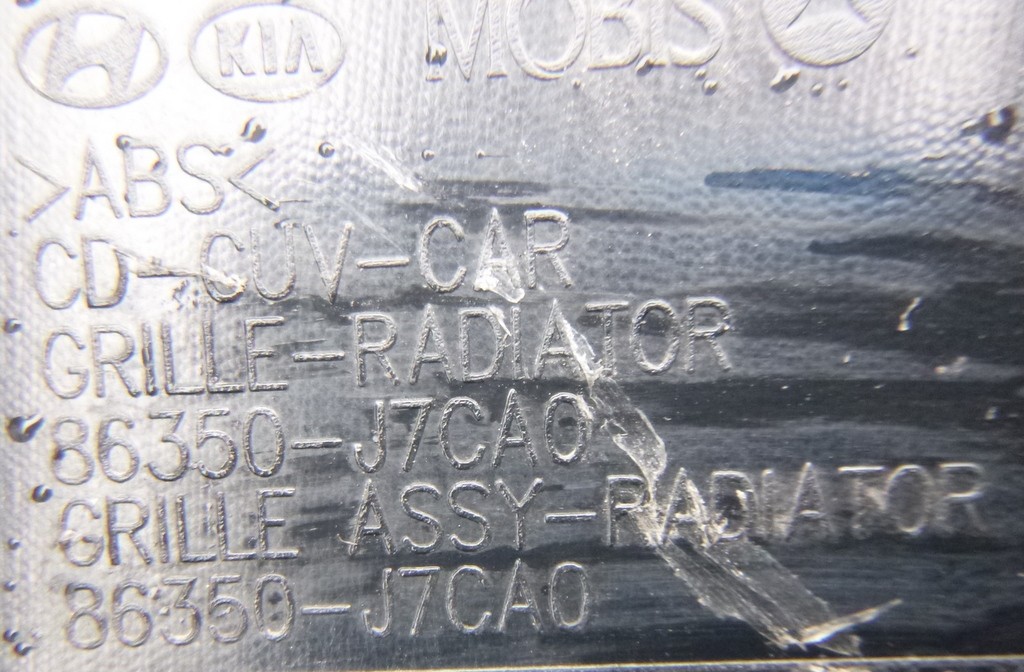 KIA MOBIS
>ABS<
CD-CUV-CAR
GRILLE-RADIATOR
86350-J7CA0
GRILLE ASSY-RADIATOR
86350-J7CA0